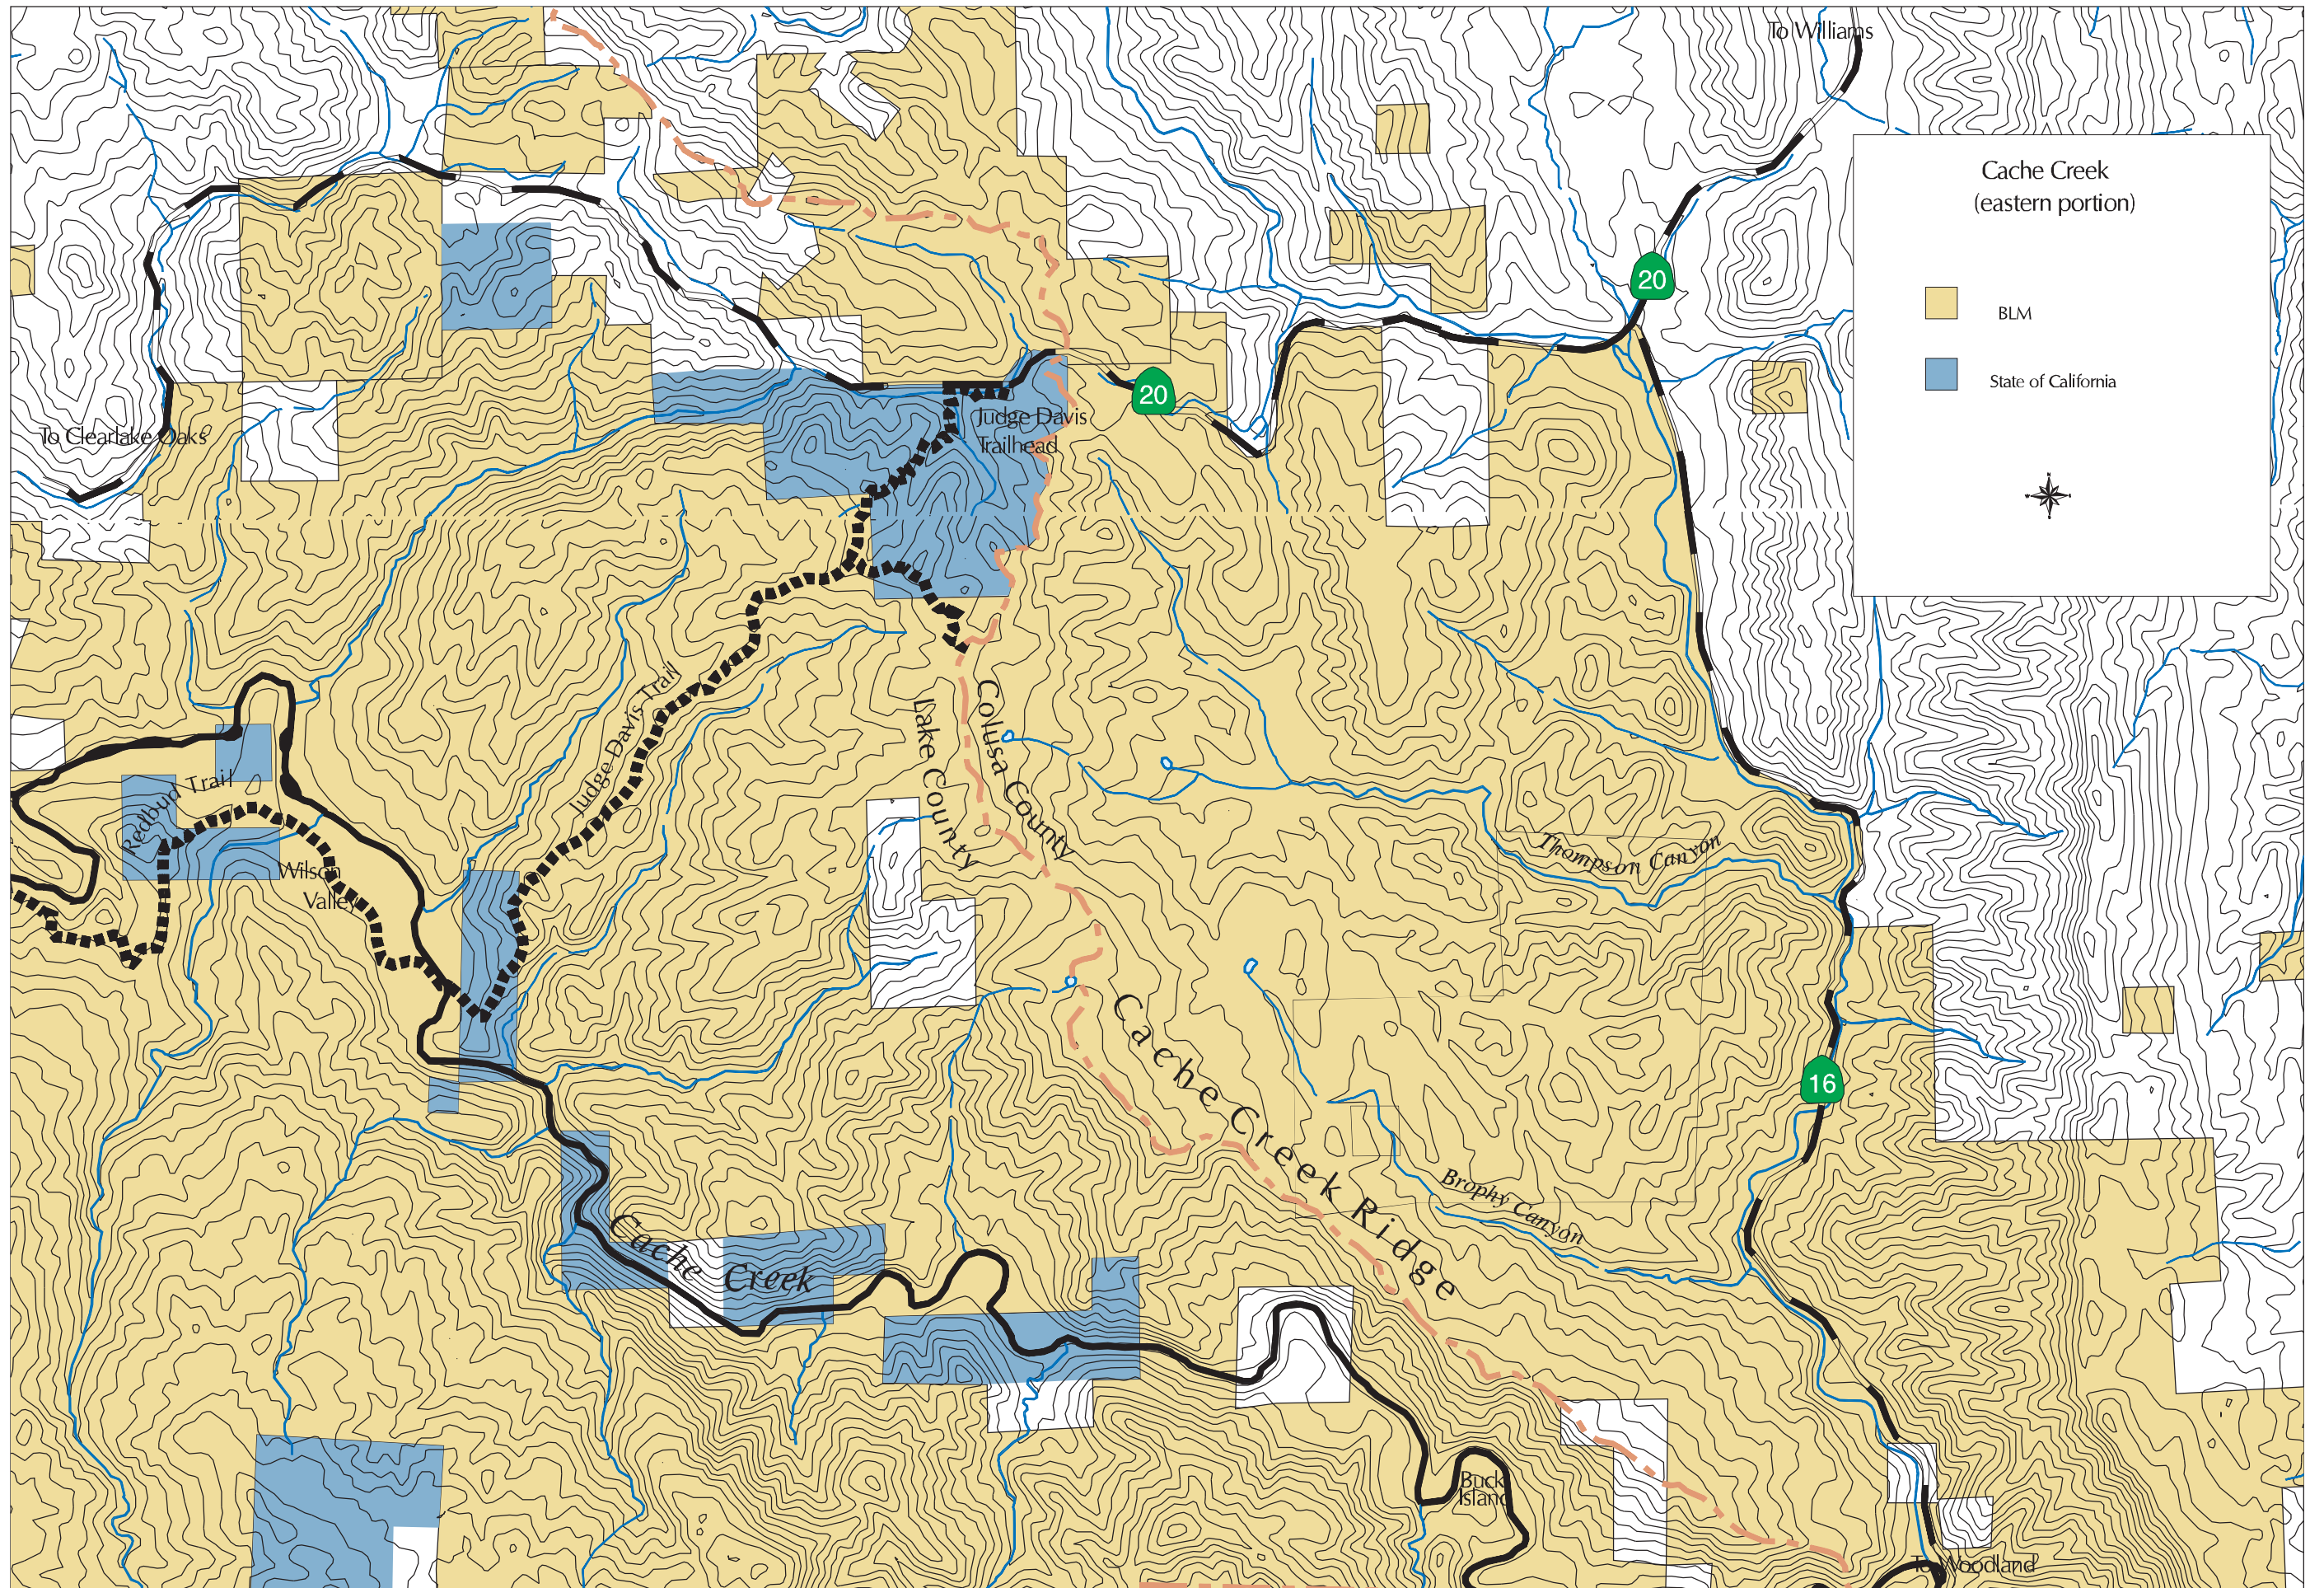 To Williams
Cache Creek
(eastern portion)
20
BLM
State of California
20
Judge Davis
Trailhead
To Clearlake Oaks
Judge Davis Trail
Lake County
Colusa County
Redbud Trail
Thompson Canyon
Wilson
Valley
Cache Creek Ridge
16
Brophy Canyon
Cache Creek
Buck
Island
To Woodland